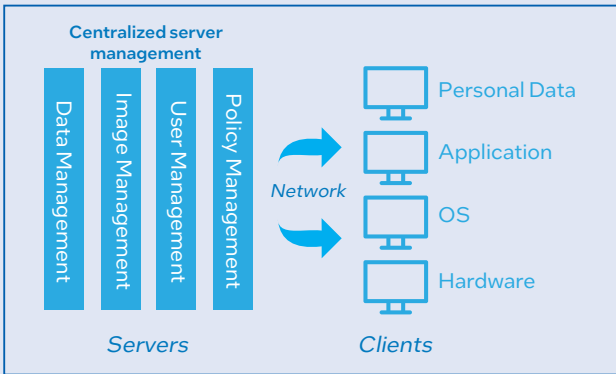 Centralized server
management
Data Management
Image Management
User Management
Policy Management
Network
Personal Data
Application
OS
Hardware
Servers
Clients